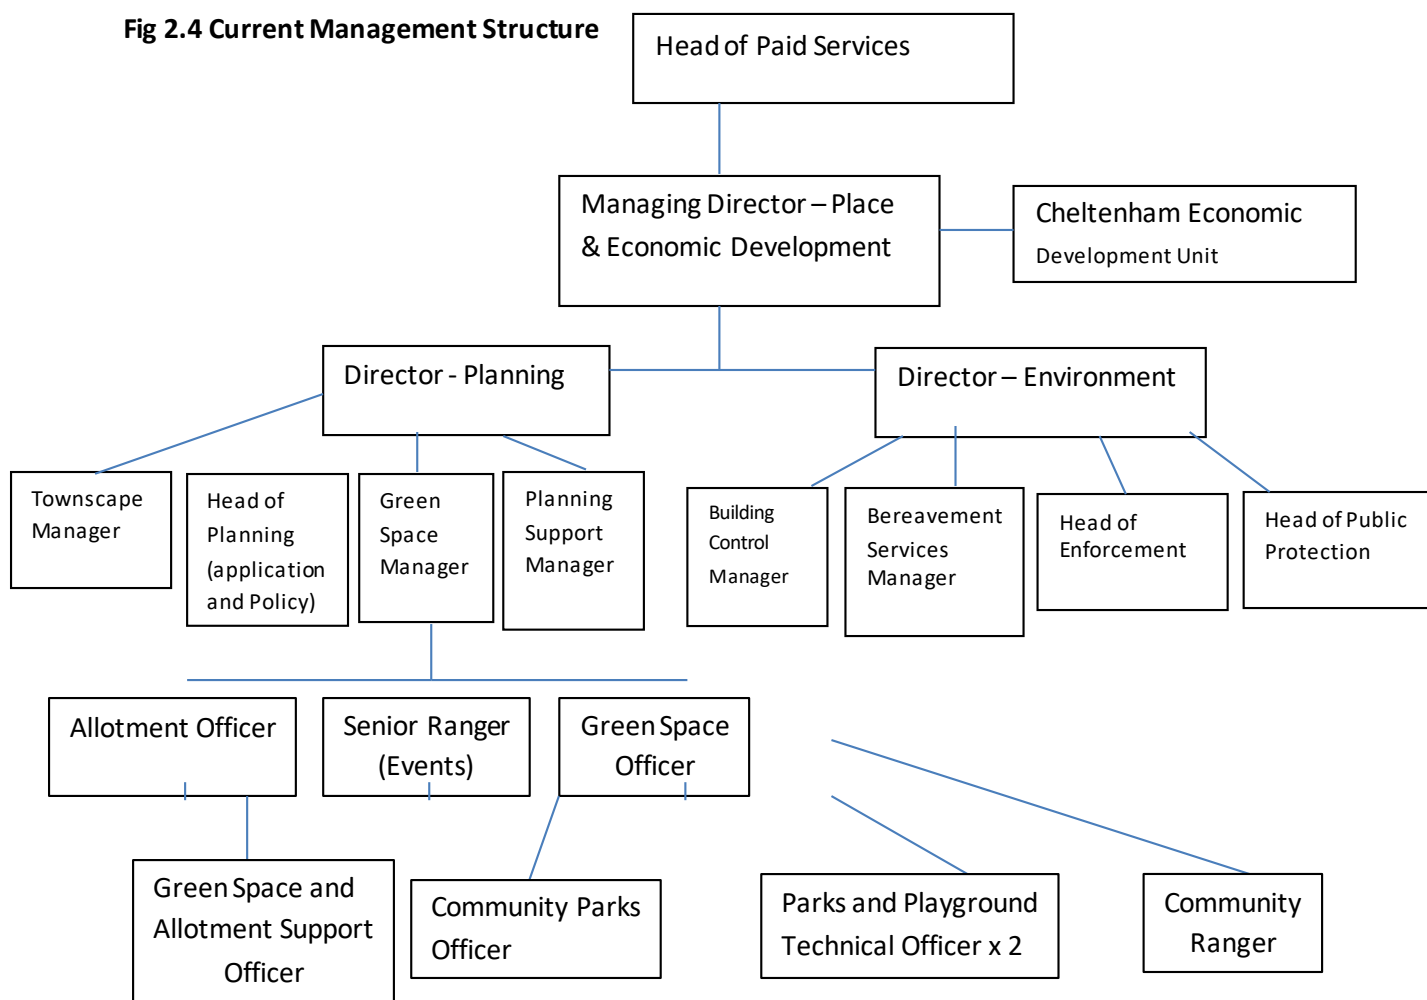 Fig 2.4 Current Management Structure
Head of Paid Services
Managing Director – Place
& Economic Development
Cheltenham Economic
Development Unit
Director - Planning
Director – Environment
Townscape
Manager
Head of
Planning
(application
and Policy)
Green
Space
Manager
Planning
Support
Manager
Building
Control
Manager
Bereavement
Services
Manager
Head of
Enforcement
Head of Public
Protection
Allotment Officer
Senior Ranger
(Events)
Green Space
Officer
Green Space and
Allotment Support
Officer
Community Parks
Officer
Parks and Playground
Technical Officer x 2
Community
Ranger